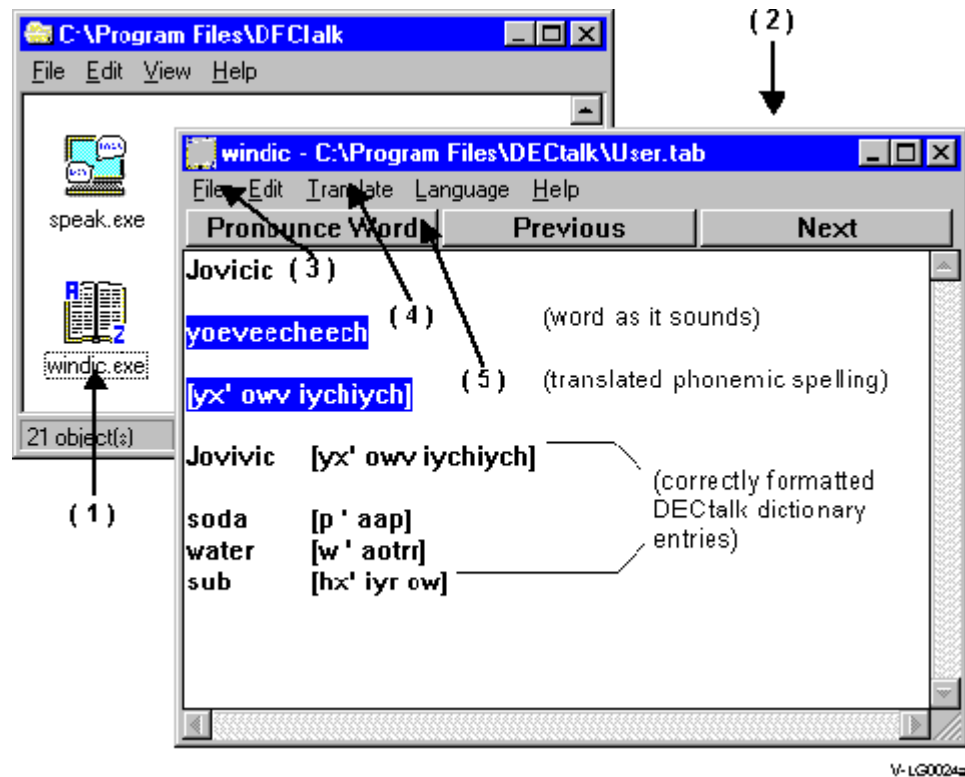 ( 2 )
C:\Program Files\DECtalk
File Edit View Help
speak.exe
windic.exe
21 object(s)
( 1 )
windic - C:\Program Files\DECtalk\User.tab
Files Edit Translate Language Help
Pronounce Word Previous Next
Jovicic ( 3 )
yoeveecheech ( 4 ) (word as it sounds)
[yx' owv iychiych] ( 5 ) (translated phonemic spelling)
Jovivic [yx' owv iychiych]
(correctly formatted
DECtalk dictionary
entries)
soda [p ' aap]
water [w ' aotrr]
sub [hx' iyr ow]